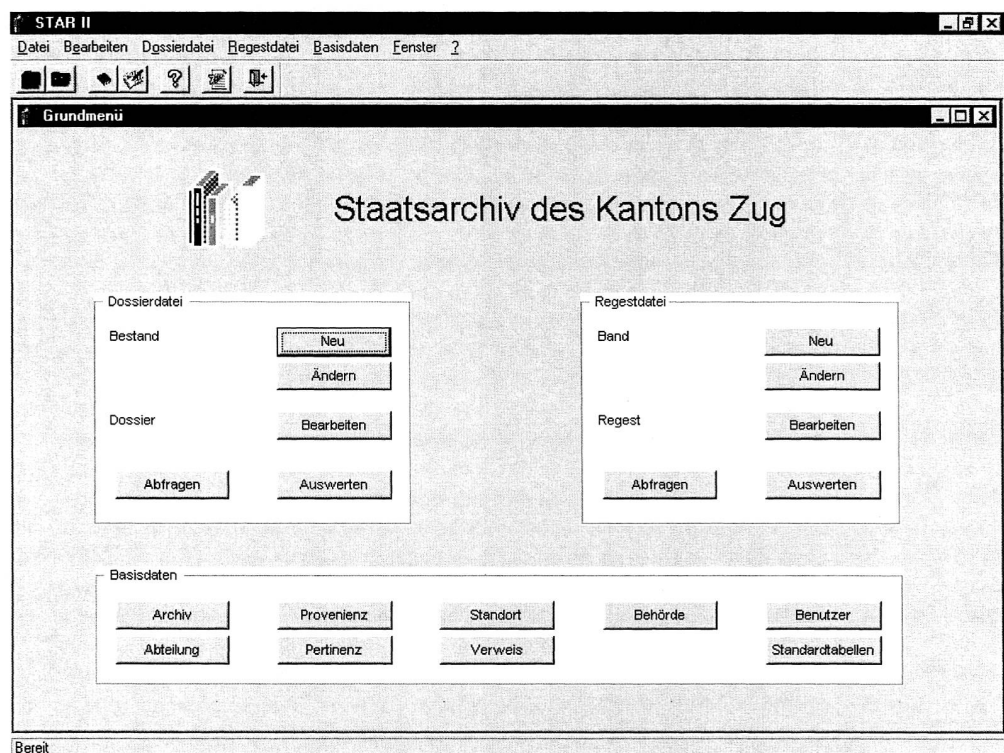 STAR II
Datei Bearbeiten Dossierdatei Regestdatei Basisdaten Fenster ?
Grundmenü
Staatsarchiv des Kantons Zug
Dossierdatei
Bestand
Neu
Ändern
Dossier
Bearbeiten
Abfragen Auswerten
Regestdatei
Band
Neu
Ändern
Regest
Bearbeiten
Abfragen Auswerten
Basisdaten
Archiv Provenienz Standort Behörde Benutzer
Abteilung Pertinenz Verweis Standardtabellen
Bereit